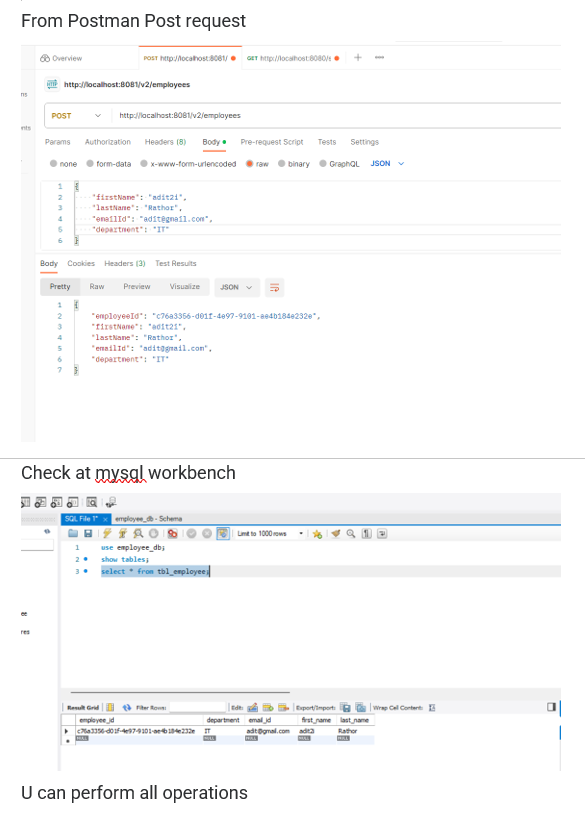 From Postman Post request
Overview
POST http://localhost:8081/
GET http://localhost:8080/s
http://localhost:8081/v2/employees
POST http://localhost:8081/v2/employees
Params Authorization Headers (8) Body Pre-request Script Tests Settings
none form-data x-www-form-urlencoded raw binary GraphQL JSON
1 {
2 "firstName": "adit2i",
3 "lastName": "Rathor",
4 "emailId": "adit@gmail.com",
5 "department": "IT"
6 }
Body Cookies Headers (3) Test Results
Pretty Raw Preview Visualize JSON
1 {
2 "employeeId": "c76a3356-d01f-4e97-9101-ae4b184e232e",
3 "firstName": "adit2i",
4 "lastName": "Rathor",
5 "emailId": "adit@gmail.com",
6 "department": "IT"
7 }
Check at mysql workbench
SQL File 1* x employee_db - Schema
Limit to 1000 rows
1 use employee_db;
2 show tables;
3 select * from tbl_employee;
ee
res
Result Grid Filter Rows: Edit: Export/Import: Wrap Cell Content:
employee_id department email_id first_name last_name
c76a3356-d01f-4e97-9101-ae4b184e232e IT adit@gmail.com adit2i Rathor
NULL NULL NULL NULL NULL
U can perform all operations